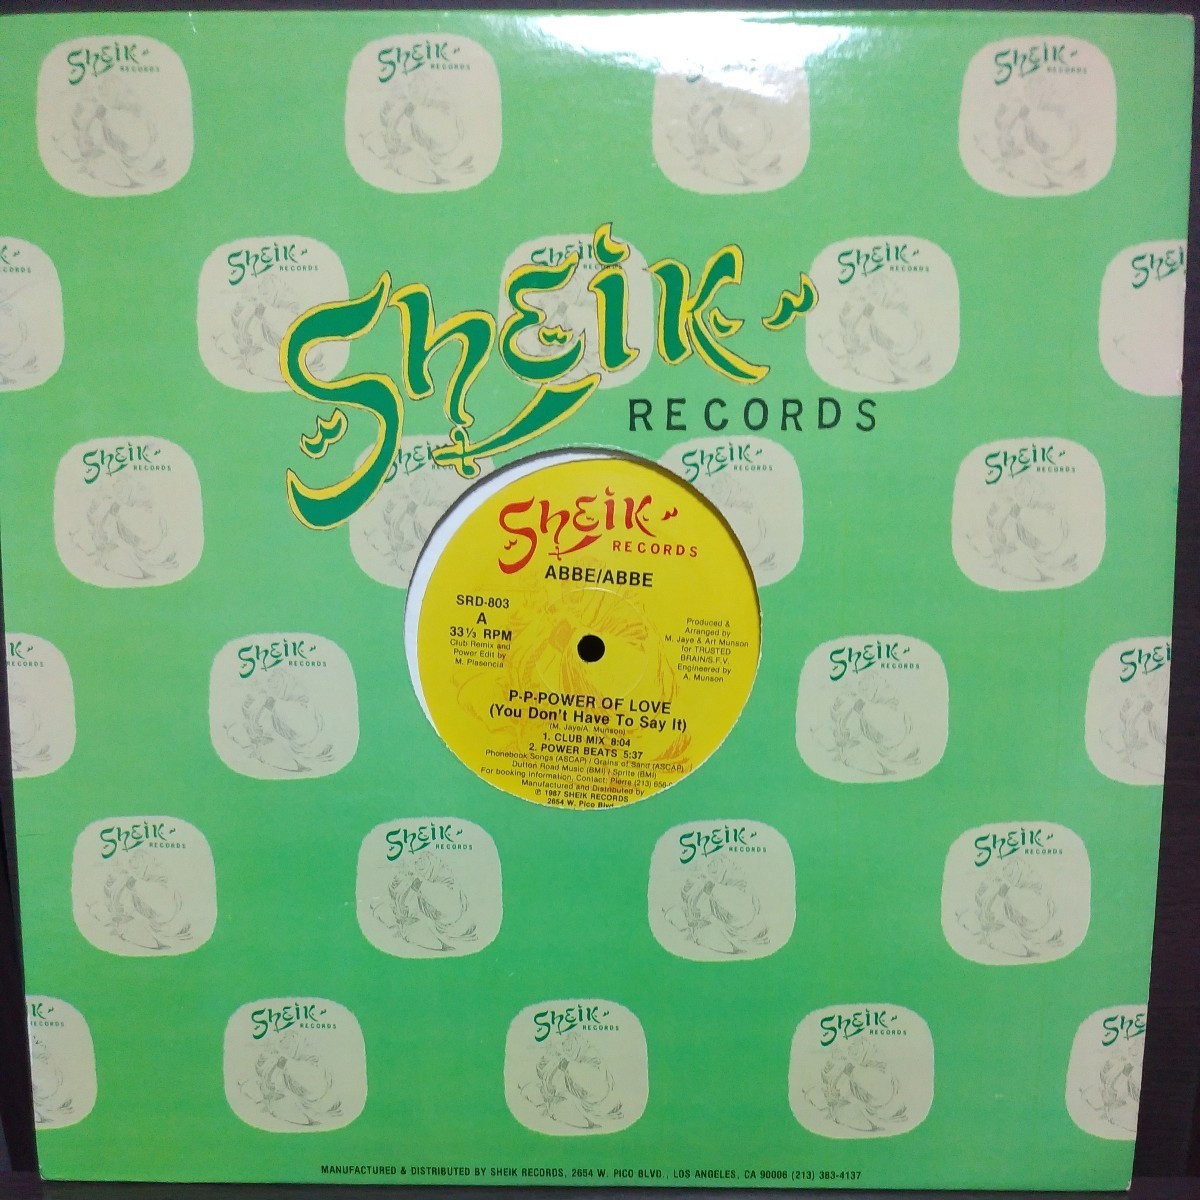 Sheik
RECORDS
Sheik
RECORDS
ABBE/ABBE
SRD-803
A
33⅓ RPM
Club Remix and
Power Edit by
M. Plasencia
Produced &
Arranged by
M. Jaye & Art Munson
for TRUSTED
BRAIN/S.F.V.
Engineered by
A. Munson
P-P-POWER OF LOVE
(You Don't Have To Say It)
(M. Jaye/A. Munson)
1. CLUB MIX 8:04
2. POWER BEATS 5:37
Phonebook Songs (ASCAP) / Grains of Sand (ASCAP)
Dutton Road Music (BMI) / Sprite (BMI)
For booking information, Contact: Pierre (213)
Manufactured and Distributed by
℗ 1987 SHEIK RECORDS
2654 W. Pico Blvd
MANUFACTURED & DISTRIBUTED BY SHEIK RECORDS, 2654 W. PICO BLVD., LOS ANGELES, CA 90006 (213) 383-4137